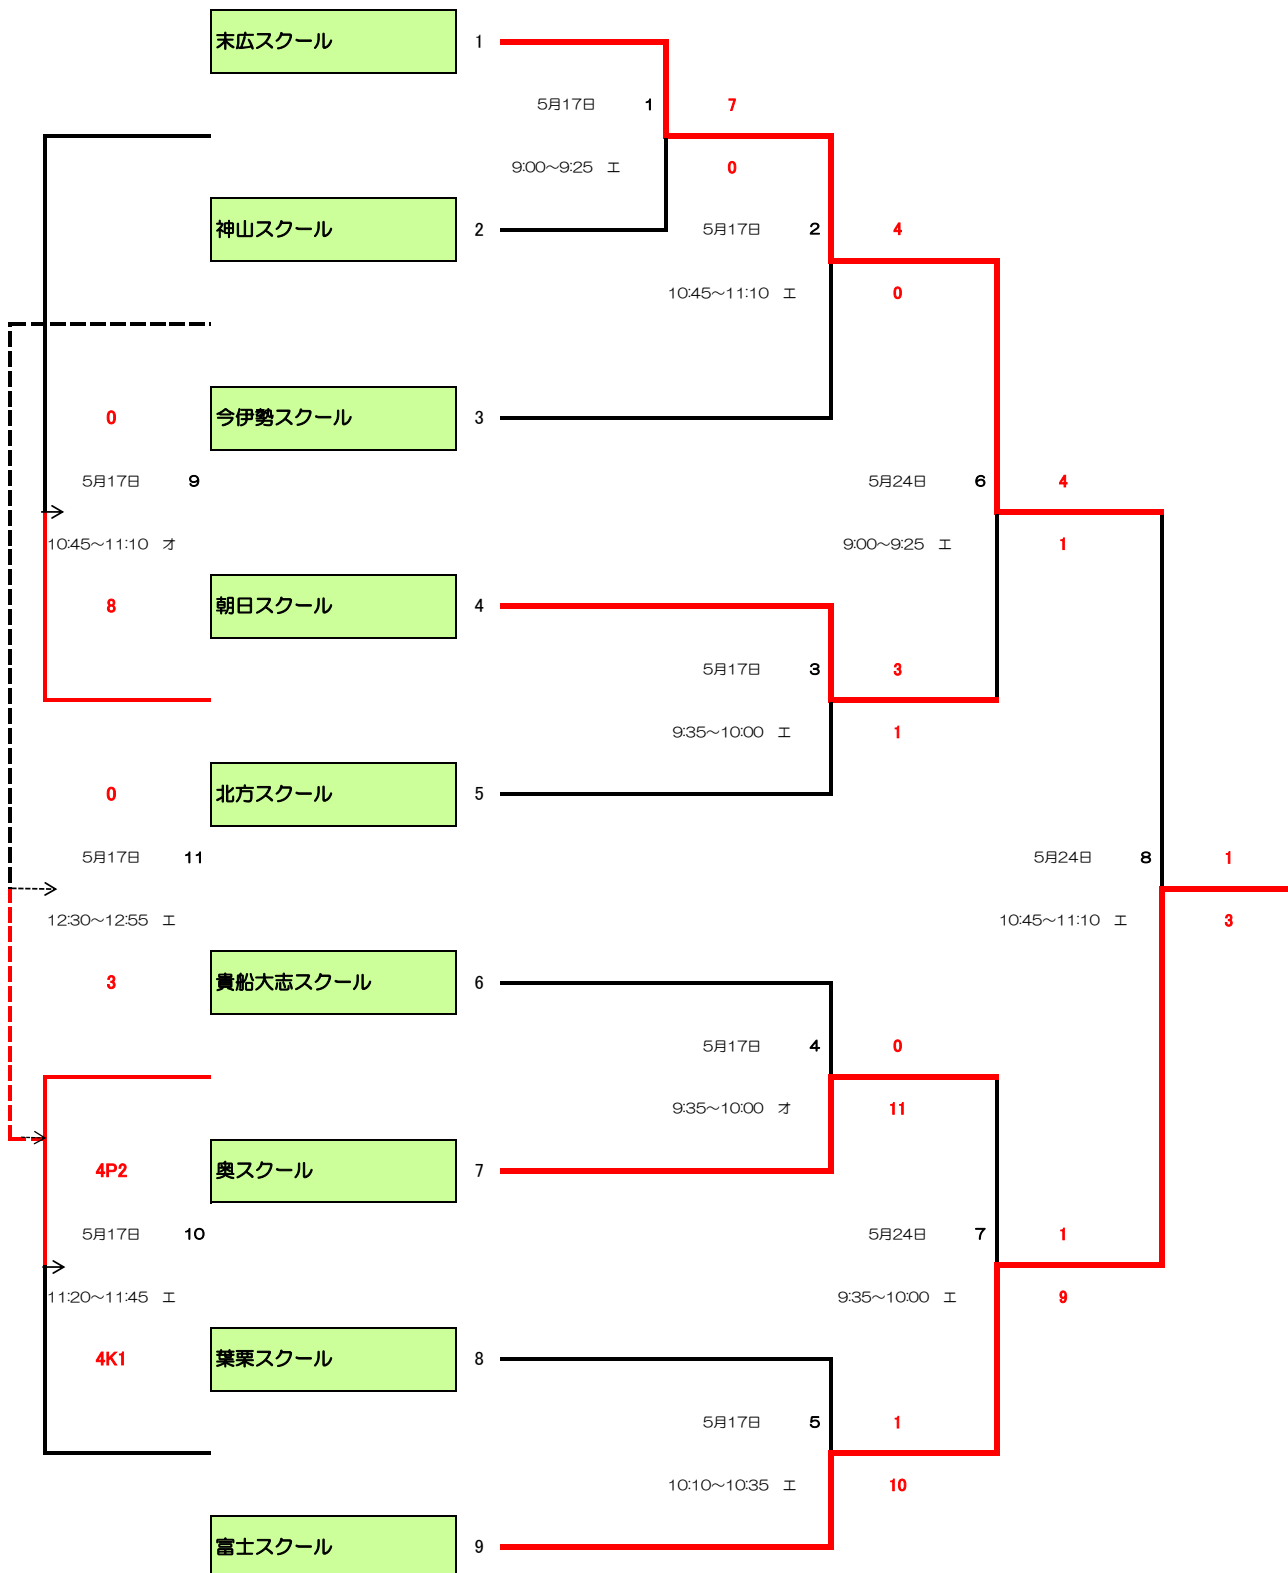 末広スクール 1
5月17日 1 7
9:00～9:25 エ 0
神山スクール 2 5月17日 2 4
10:45～11:10 エ 0
0 今伊勢スクール 3
5月17日 9 5月24日 6 4
10:45～11:10 オ 9:00～9:25 エ 1
8 朝日スクール 4
5月17日 3 3
9:35～10:00 エ 1
0 北方スクール 5
5月17日 11 5月24日 8 1
12:30～12:55 エ 10:45～11:10 エ 3
3 貴船大志スクール 6
5月17日 4 0
9:35～10:00 オ 11
4P2 奥スクール 7
5月17日 10 5月24日 7 1
11:20～11:45 エ 9:35～10:00 エ 9
4K1 葉栗スクール 8
5月17日 5 1
10:10～10:35 エ 10
富士スクール 9